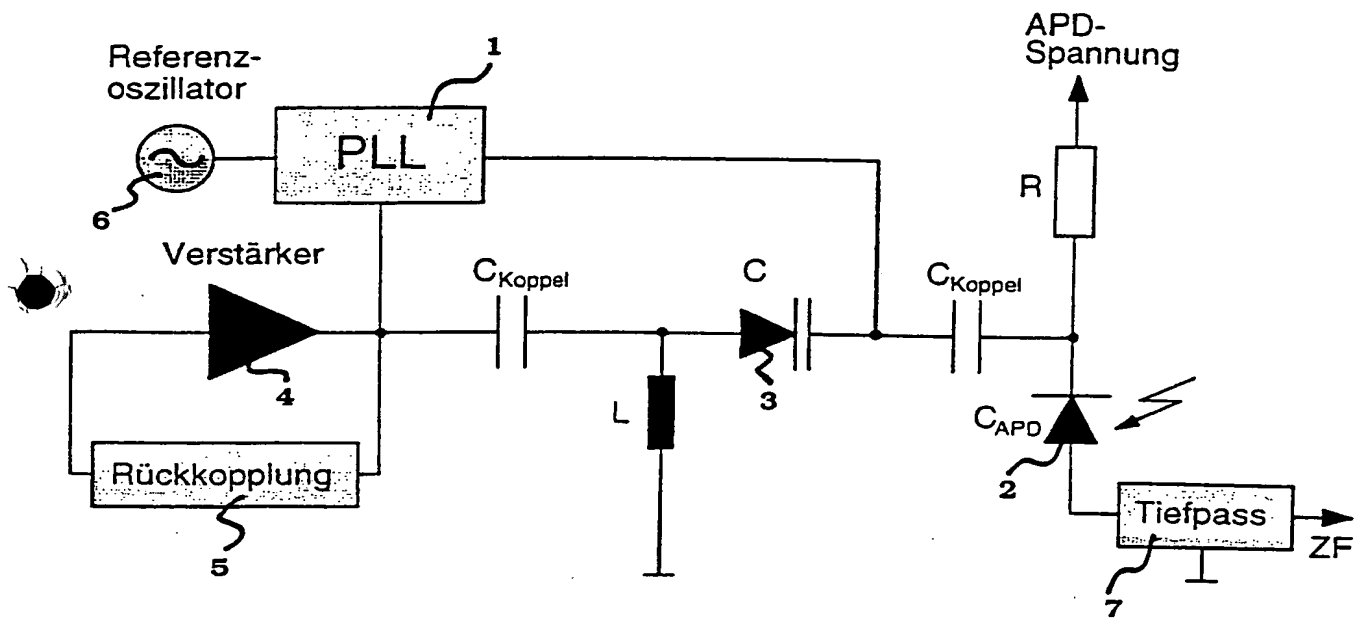 APD-
Spannung
Referenz-
oszillator
1
PLL
6
R
Verstärker
CKoppel
C
CKoppel
4
3
L
CAPD
2
Rückkopplung
5
Tiefpass
ZF
7